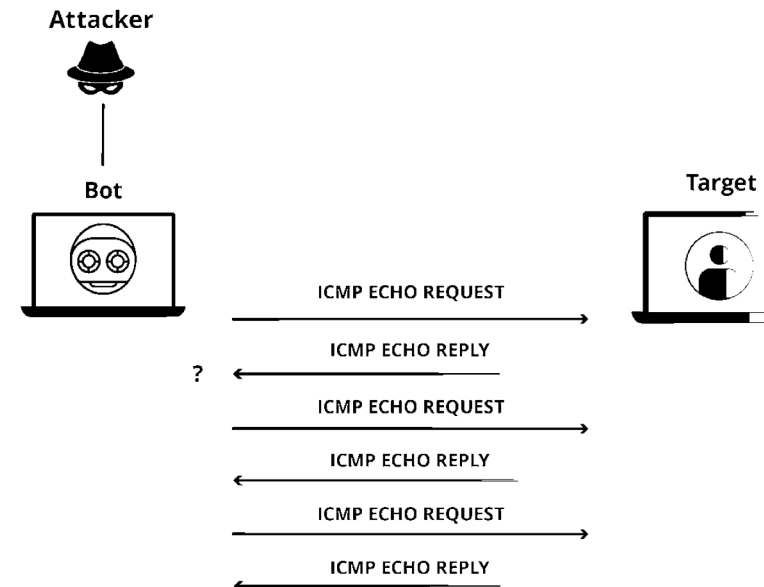 Attacker
Bot
Target
ICMP ECHO REQUEST
ICMP ECHO REPLY
?
ICMP ECHO REQUEST
ICMP ECHO REPLY
ICMP ECHO REQUEST
ICMP ECHO REPLY